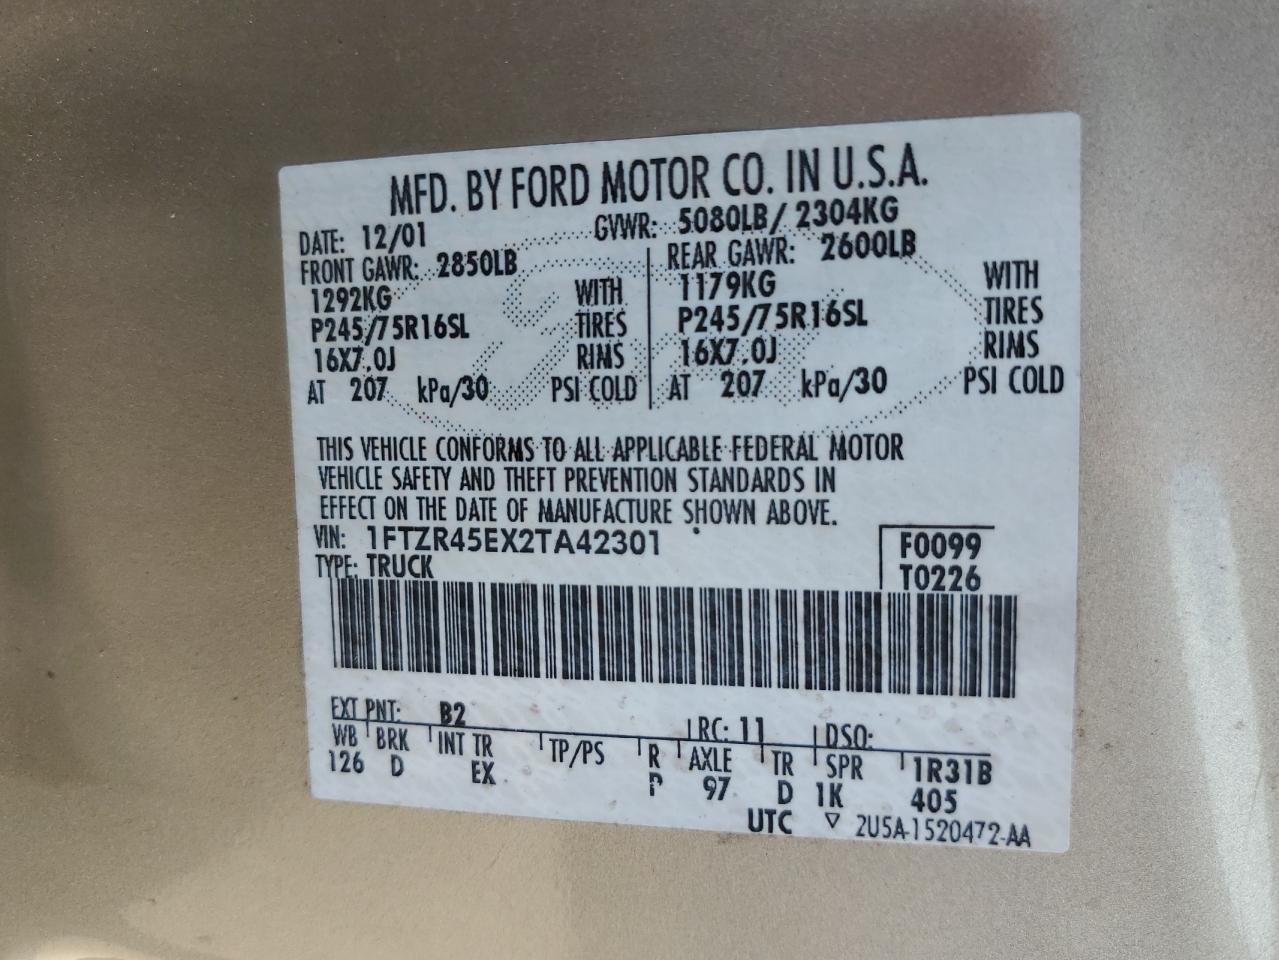 MFD. BY FORD MOTOR CO. IN U.S.A.
DATE: 12/01 GVWR: 5080LB/ 2304KG
FRONT GAWR: 2850LB REAR GAWR: 2600LB
1292KG WITH 1179KG WITH
P245/75R16SL TIRES P245/75R16SL TIRES
16X7.0J RIMS 16X7.0J RIMS
AT 207 kPa/30 PSI COLD AT 207 kPa/30 PSI COLD
THIS VEHICLE CONFORMS TO ALL APPLICABLE FEDERAL MOTOR
VEHICLE SAFETY AND THEFT PREVENTION STANDARDS IN
EFFECT ON THE DATE OF MANUFACTURE SHOWN ABOVE.
VIN: 1FTZR45EX2TA42301 F0099
TYPE: TRUCK T0226
EXT PNT: B2 RC: 11 DSO:
WB BRK INT TR TP/PS R AXLE TR SPR 1R31B
126 D EX P 97 D 1K 405
UTC ▽ 2U5A-1520472-AA